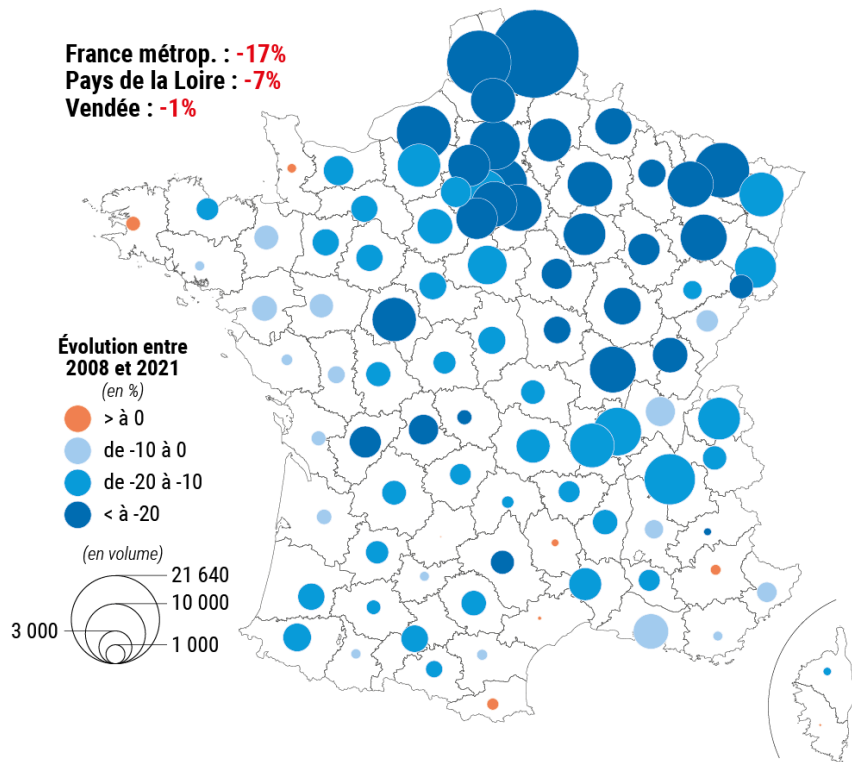 France métrop. : -17%
Pays de la Loire : -7%
Vendée : -1%
Évolution entre
2008 et 2021
(en %)
> à 0
de -10 à 0
de -20 à -10
< à -20
(en volume)
21 640
10 000
3 000
1 000